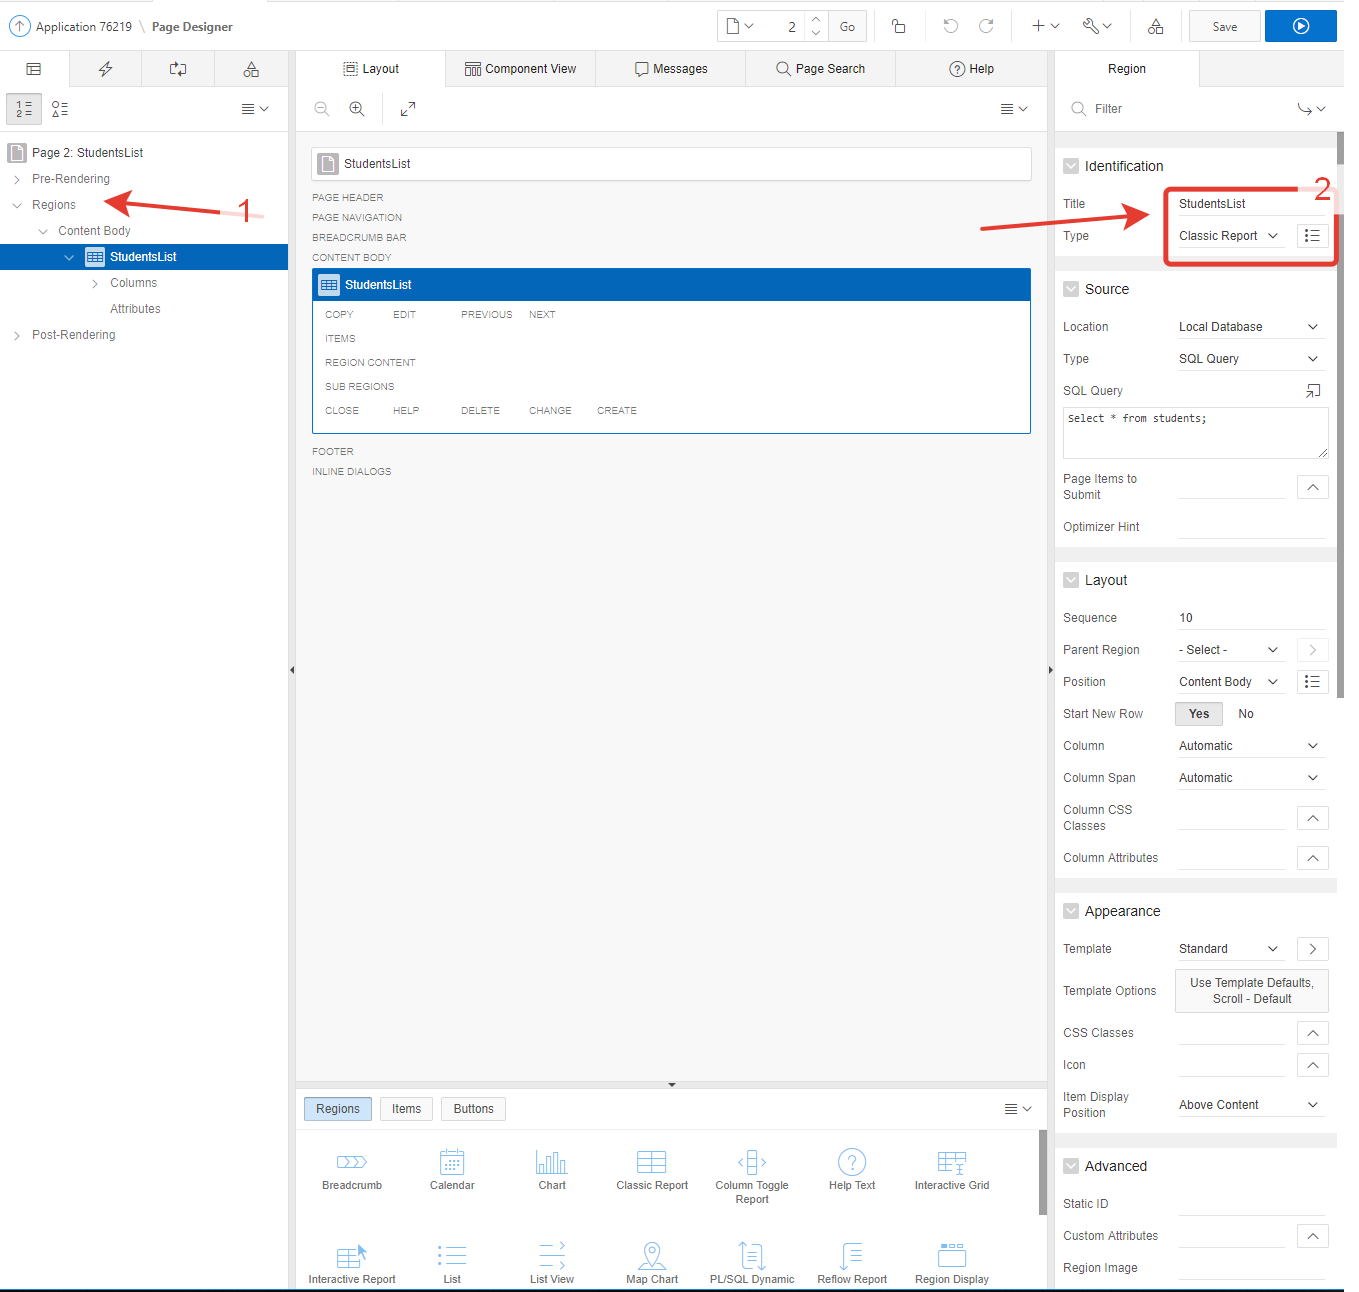 Application 76219 \ Page Designer
2 Go Save
Layout Component View Messages Page Search Help Region
Filter
Page 2: StudentsList
Pre-Rendering
Regions
1
Content Body
StudentsList
Columns
Attributes
Post-Rendering
StudentsList
PAGE HEADER
PAGE NAVIGATION
BREADCRUMB BAR
CONTENT BODY
StudentsList
COPY EDIT PREVIOUS NEXT
ITEMS
REGION CONTENT
SUB REGIONS
CLOSE HELP DELETE CHANGE CREATE
FOOTER
INLINE DIALOGS
Regions Items Buttons
Breadcrumb Calendar Chart Classic Report Column Toggle Report Help Text Interactive Grid
Interactive Report List List View Map Chart PL/SQL Dynamic Reflow Report Region Display
Identification
2
Title StudentsList
Type Classic Report
Source
Location Local Database
Type SQL Query
SQL Query
Select * from students;
Page Items to
Submit
Optimizer Hint
Layout
Sequence 10
Parent Region - Select -
Position Content Body
Start New Row Yes No
Column Automatic
Column Span Automatic
Column CSS
Classes
Column Attributes
Appearance
Template Standard
Template Options Use Template Defaults, Scroll - Default
CSS Classes
Icon
Item Display
Position Above Content
Advanced
Static ID
Custom Attributes
Region Image